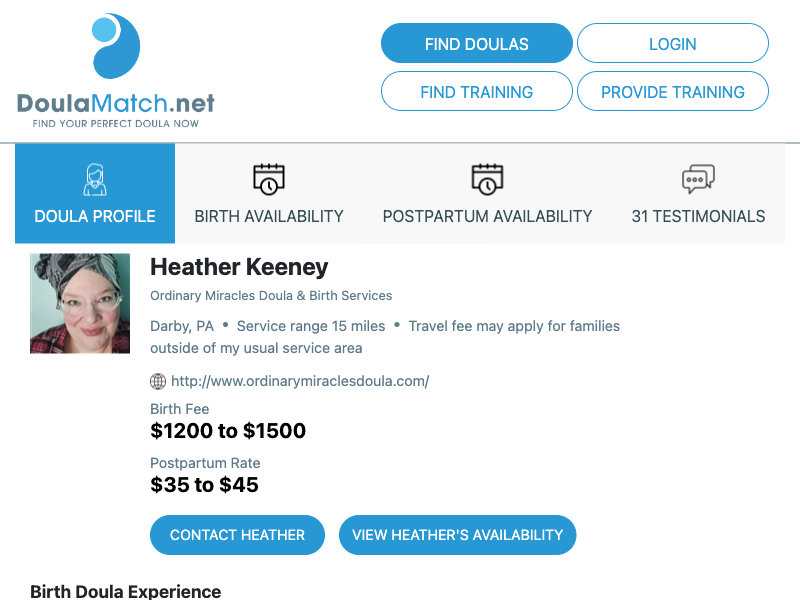 FIND DOULAS
LOGIN
FIND TRAINING
PROVIDE TRAINING
DoulaMatch.net
FIND YOUR PERFECT DOULA NOW
DOULA PROFILE
BIRTH AVAILABILITY
POSTPARTUM AVAILABILITY
31 TESTIMONIALS
Heather Keeney
Ordinary Miracles Doula & Birth Services
Darby, PA • Service range 15 miles • Travel fee may apply for families
outside of my usual service area
http://www.ordinarymiraclesdoula.com/
Birth Fee
$1200 to $1500
Postpartum Rate
$35 to $45
CONTACT HEATHER
VIEW HEATHER'S AVAILABILITY
Birth Doula Experience